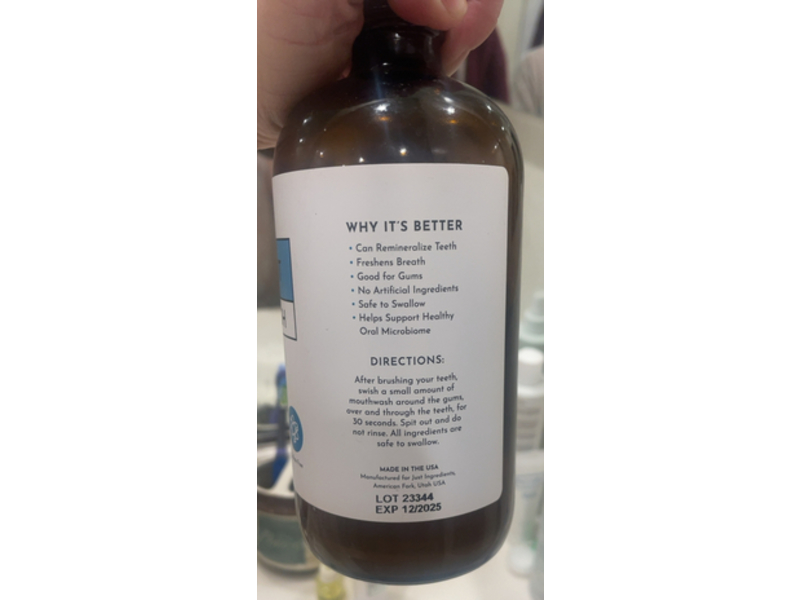 WHY IT'S BETTER
• Can Remineralize Teeth
• Freshens Breath
• Good for Gums
• No Artificial Ingredients
• Safe to Swallow
• Helps Support Healthy
Oral Microbiome
DIRECTIONS:
After brushing your teeth,
swish a small amount of
mouthwash around the gums,
over and through the teeth, for
30 seconds. Spit out and do
not rinse. All ingredients are
safe to swallow.
MADE IN THE USA
Manufactured for Just Ingredients,
American Fork, Utah USA
LOT 23344
EXP 12/2025